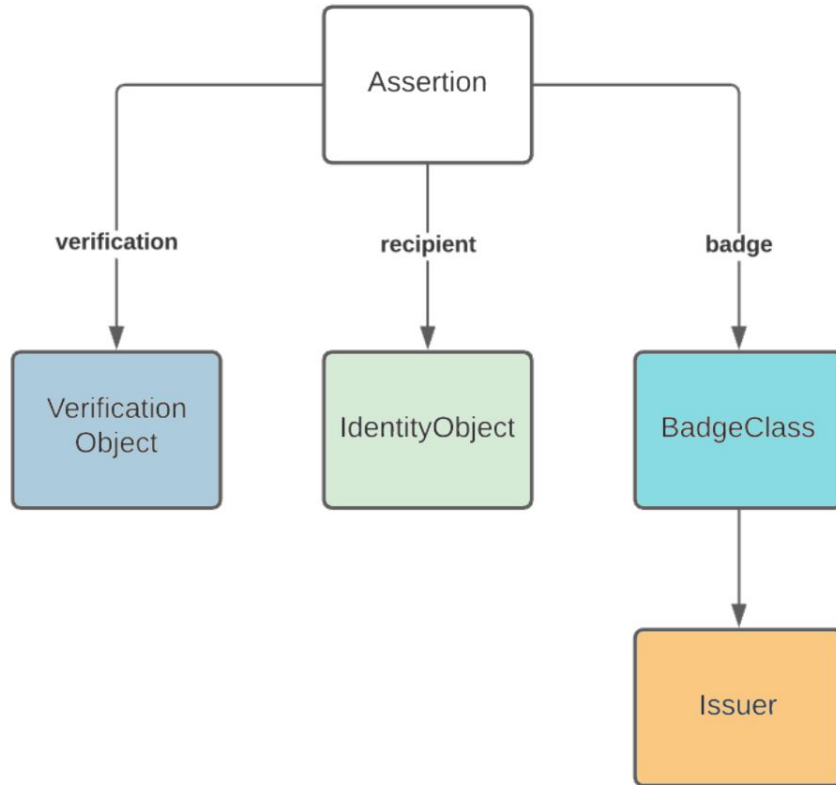 Assertion
verification
recipient
badge
Verification
Object
IdentityObject
BadgeClass
Issuer